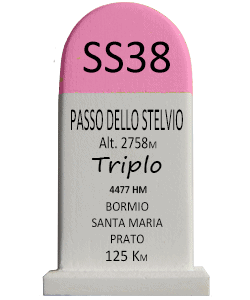 SS38
PASSO DELLO STELVIO
Alt. 2758M
Triplo
4477 HM
BORMIO
SANTA MARIA
PRATO
125 KM